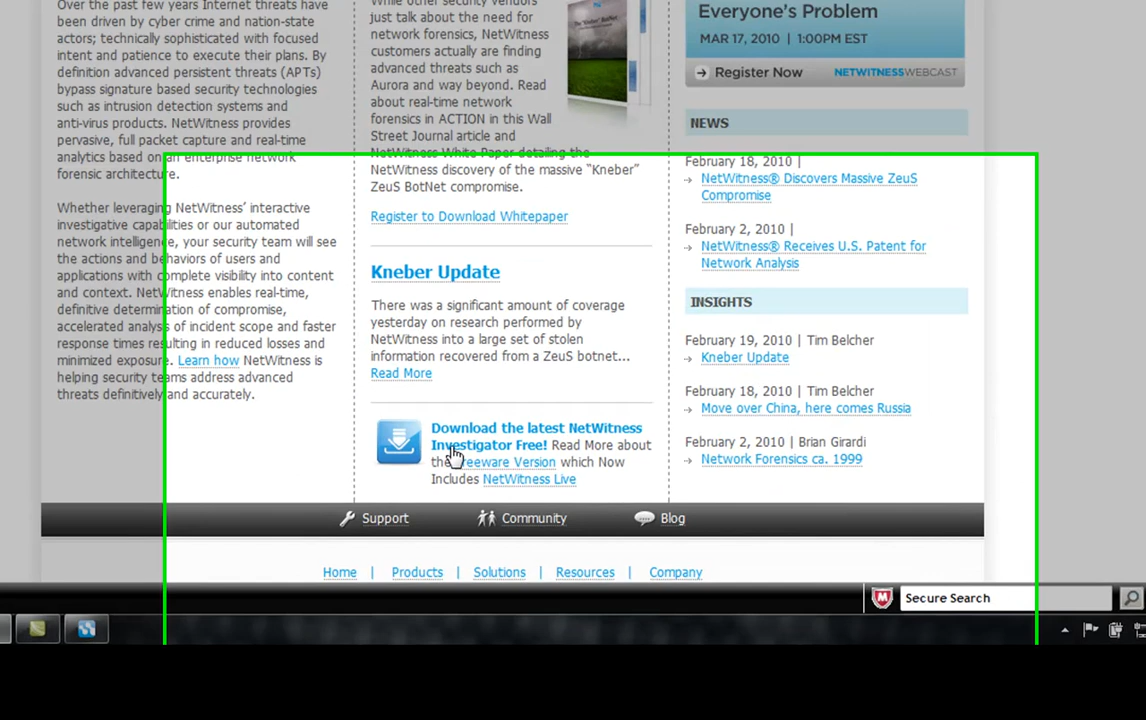 Over the past few years Internet threats have
been driven by cyber crime and nation-state
actors; technically sophisticated with focused
intent and patience to execute their plans. By
definition advanced persistent threats (APTs)
bypass signature based security technologies
such as intrusion detection systems and
anti-virus products. NetWitness provides
pervasive, full packet capture and real-time
analytics based on an enterprise network
forensic architecture.
Whether leveraging NetWitness' interactive
investigative capabilities or our automated
network intelligence, your security team will see
the actions and behaviors of users and
applications with complete visibility into content
and context. NetWitness enables real-time,
definitive determination of compromise,
accelerated analysis of incident scope and faster
response times resulting in reduced losses and
minimized exposure. Learn how NetWitness is
helping security teams address advanced
threats definitively and accurately.
While other security vendors
just talk about the need for
network forensics, NetWitness
customers actually are finding
advanced threats such as
Aurora and way beyond. Read
about real-time network
forensics in ACTION in this Wall
Street Journal article and
NetWitness White Paper detailing the
NetWitness discovery of the massive “Kneber”
ZeuS BotNet compromise.
Register to Download Whitepaper
Kneber Update
There was a significant amount of coverage
yesterday on research performed by
NetWitness into a large set of stolen
information recovered from a ZeuS botnet...
Read More
Download the latest NetWitness
Investigator Free! Read More about
the Freeware Version which Now
Includes NetWitness Live
Everyone's Problem
MAR 17, 2010 | 1:00PM EST
Register Now NETWITNESSWEBCAST
NEWS
February 18, 2010 |
NetWitness® Discovers Massive ZeuS
Compromise
February 2, 2010 |
NetWitness® Receives U.S. Patent for
Network Analysis
INSIGHTS
February 19, 2010 | Tim Belcher
Kneber Update
February 18, 2010 | Tim Belcher
Move over China, here comes Russia
February 2, 2010 | Brian Girardi
Network Forensics ca. 1999
Support Community Blog
Home | Products | Solutions | Resources | Company
Secure Search